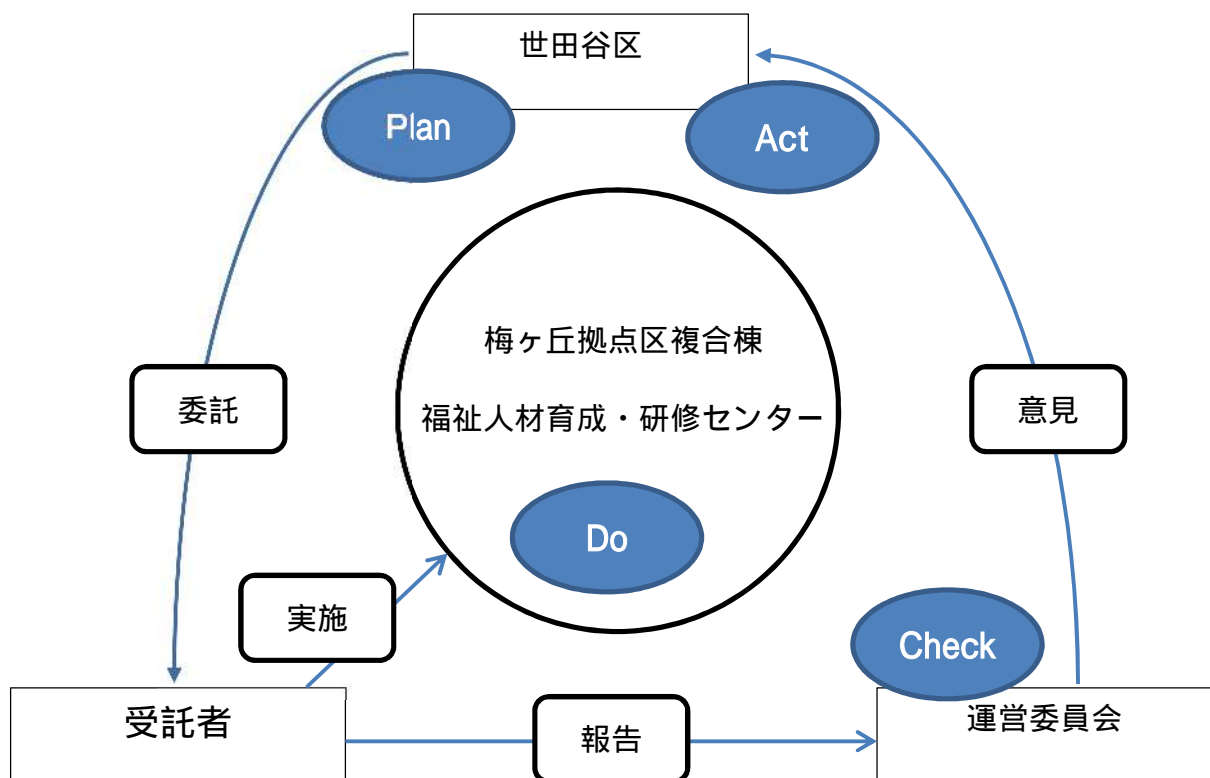 世田谷区
Plan
Act
梅ヶ丘拠点区複合棟
福祉人材育成・研修センター
委託
意見
Do
実施
Check
受託者
報告
運営委員会